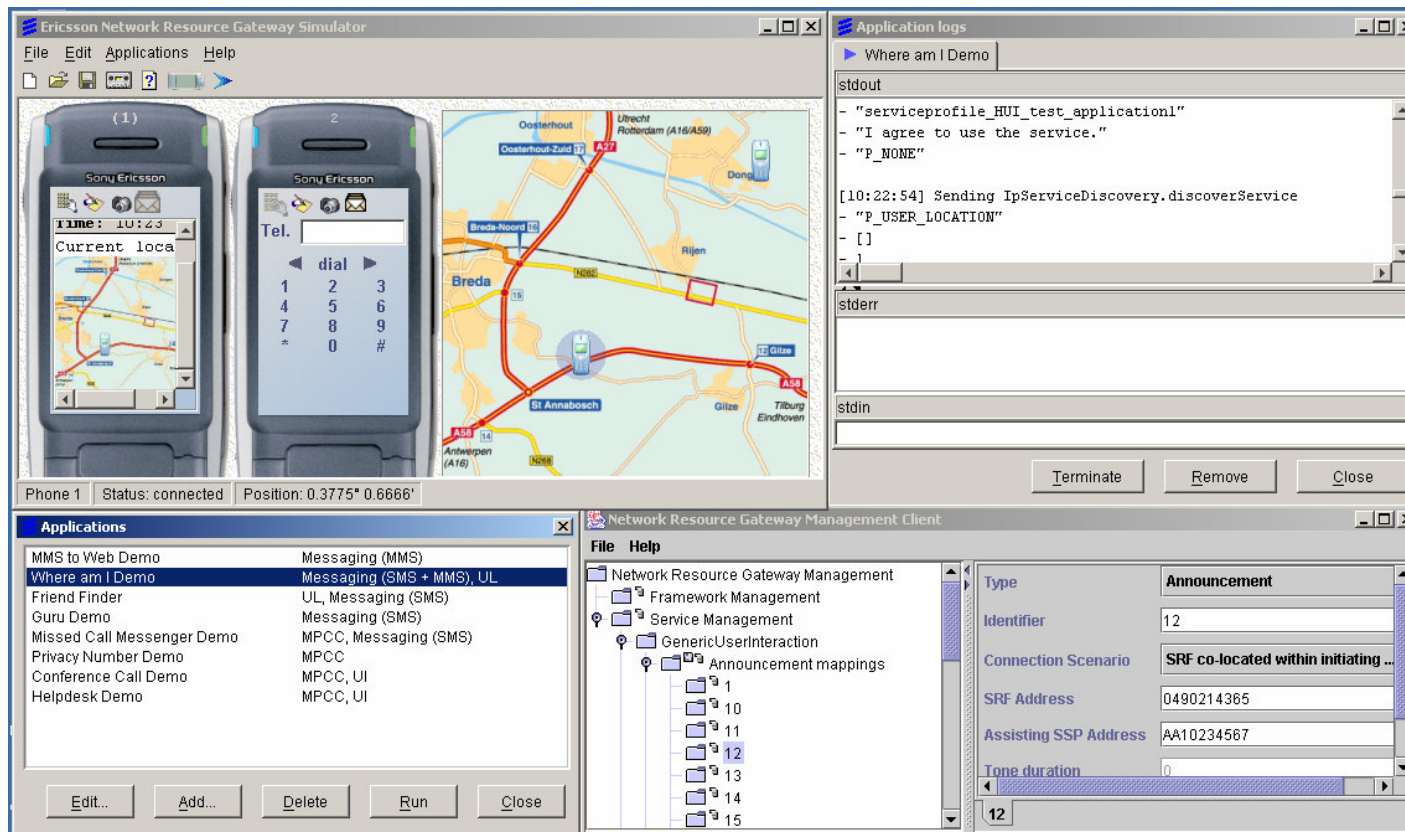 Ericsson Network Resource Gateway Simulator
File Edit Applications Help
(1)
Sony Ericsson
Time: 10:23
Current loca
2
Sony Ericsson
Tel.
dial
1 2 3
4 5 6
7 8 9
* 0 #
Oosterhout
Utrecht
Rotterdam (A16/A59)
Oosterhout-Zuid 17
A27
Dong
Breda-Noord 16
Rijen
N282
Breda
15
12 Gilze
A58
St Annabosch
Gilze
Tilburg
Eindhoven
A58
14
Antwerpen
(A16)
N268
Phone 1 Status: connected Position: 0.3775° 0.6666'
Application logs
Where am I Demo
stdout
- "serviceprofile_HUI_test_application1"
- "I agree to use the service."
- "P_NONE"
[10:22:54] Sending IpServiceDiscovery.discoverService
- "P_USER_LOCATION"
- []
- 1
stderr
stdin
Terminate Remove Close
Applications
MMS to Web Demo Messaging (MMS)
Where am I Demo Messaging (SMS + MMS), UL
Friend Finder UL, Messaging (SMS)
Guru Demo Messaging (SMS)
Missed Call Messenger Demo MPCC, Messaging (SMS)
Privacy Number Demo MPCC
Conference Call Demo MPCC, UI
Helpdesk Demo MPCC, UI
Edit... Add... Delete Run Close
Network Resource Gateway Management Client
File Help
Network Resource Gateway Management
Framework Management
Service Management
GenericUserInteraction
Announcement mappings
1
10
11
12
13
14
15
Type Announcement
Identifier 12
Connection Scenario SRF co-located within initiating ...
SRF Address 0490214365
Assisting SSP Address AA10234567
Tone duration 0
12